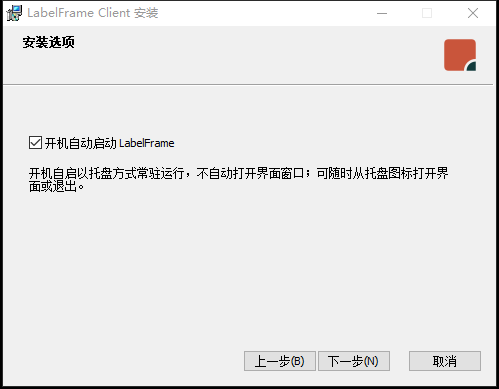 LabelFrame Client 安装
安装选项
开机自动启动 LabelFrame
开机自启以托盘方式常驻运行，不自动打开界面窗口；可随时从托盘图标打开界
面或退出。
上一步(B) 下一步(N) 取消